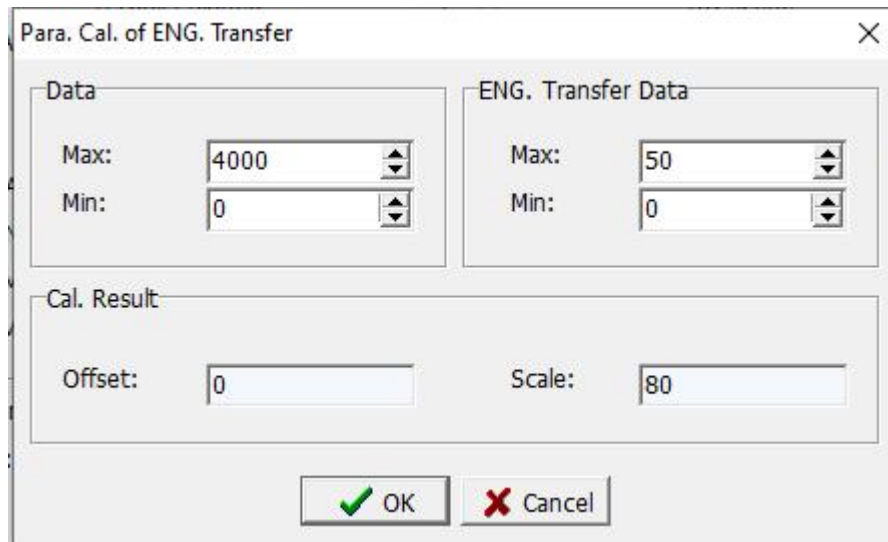 Para. Cal. of ENG. Transfer
Data
Max: 4000
Min: 0
ENG. Transfer Data
Max: 50
Min: 0
Cal. Result
Offset: 0 Scale: 80
OK Cancel